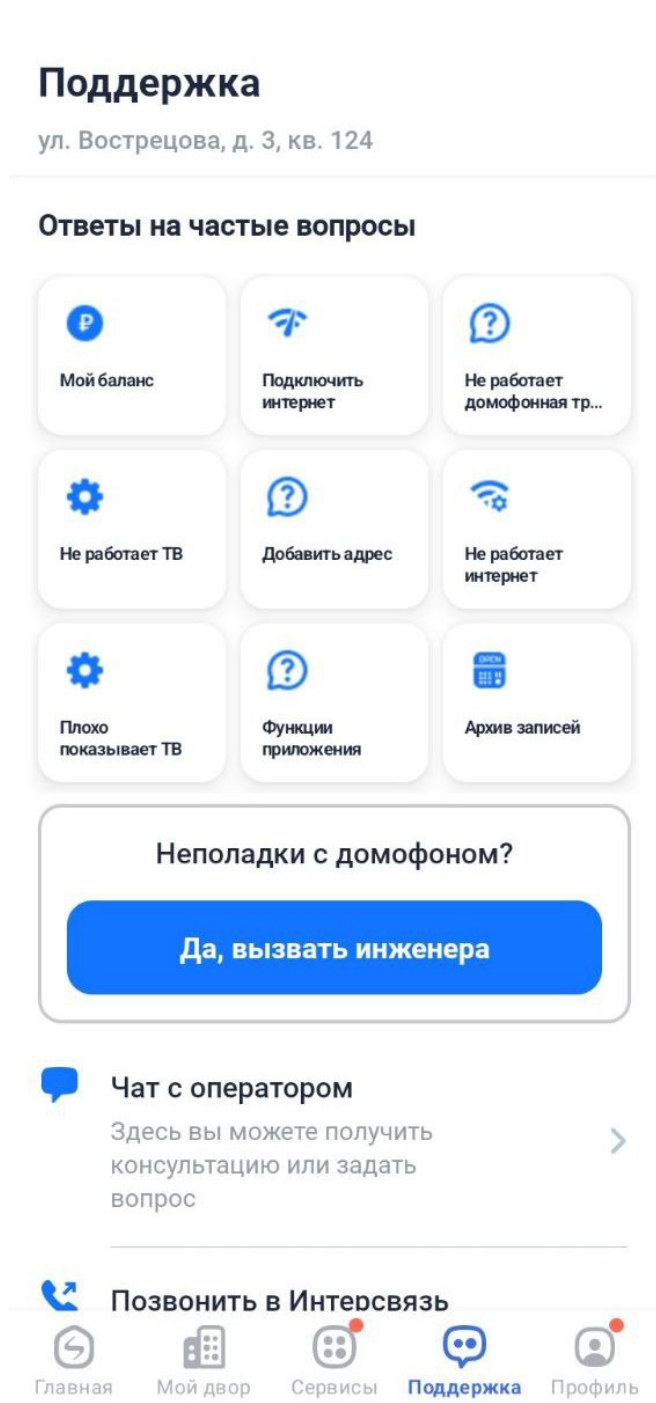 Поддержка
ул. Вострецова, д. 3, кв. 124
Ответы на частые вопросы
Мой баланс
Подключить
интернет
Не работает
домофонная тр...
Не работает ТВ
Добавить адрес
Не работает
интернет
Плохо
показывает ТВ
Функции
приложения
OPEN
Архив записей
Неполадки с домофоном?
Да, вызвать инженера
Чат с оператором
Здесь вы можете получить
консультацию или задать
вопрос
Позвонить в Интерсвязь
Главная
Мой двор
Сервисы
Поддержка
Профиль